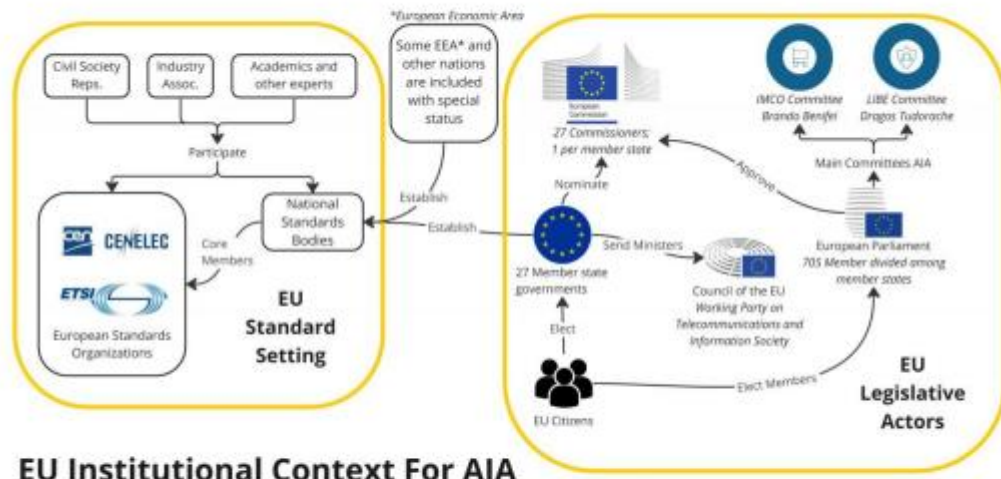 *European Economic Area
Some EEA* and
other nations
are included
with special
status
Civil Society
Reps.
Industry
Assoc.
Academics and
other experts
Participate
Establish
National
Standards
Bodies
Establish
Core
Members
cen
CENELEC
ETSI
European Standards
Organizations
EU
Standard
Setting
European
Commission
27 Commissioners;
1 per member state
Nominate
Approve
IMCO Committee
Brando Benifei
LIBE Committee
Dragos Tudorache
Main Committees AIA
European Parliament
705 Member divided among
member states
Send Ministers
27 Member state
governments
Council of the EU
Working Party on
Telecommunications and
Information Society
Elect
Elect Members
EU Citizens
EU
Legislative
Actors
EU Institutional Context For AIA